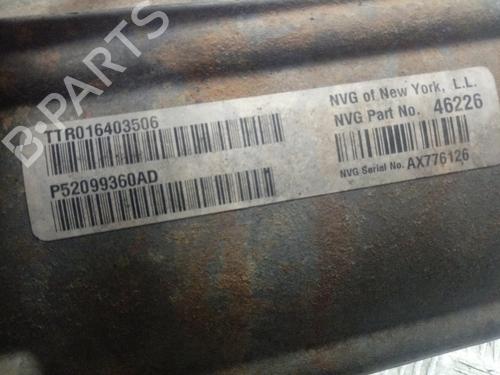 B-PARTS
TTR016403506
P52099360AD
NVG of New York, L.L.
NVG Part No. 46226
NVG Serial No. AX776126